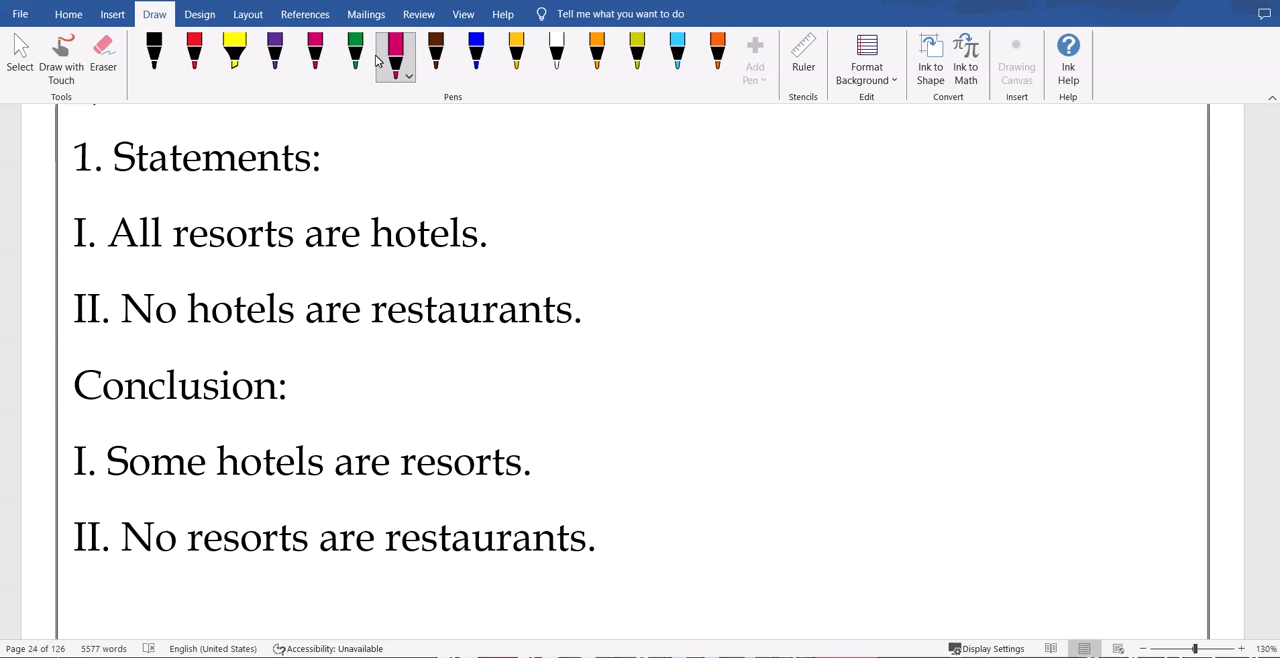 File Home Insert Draw Design Layout References Mailings Review View Help Tell me what you want to do
Select Draw with Touch Eraser Add Pen Ruler Format Background Ink to Shape Ink to Math Drawing Canvas Ink Help
Tools Pens Stencils Edit Convert Insert Help
1. Statements:
I. All resorts are hotels.
II. No hotels are restaurants.
Conclusion:
I. Some hotels are resorts.
II. No resorts are restaurants.
Page 24 of 126 5577 words English (United States) Accessibility: Unavailable Display Settings 130%